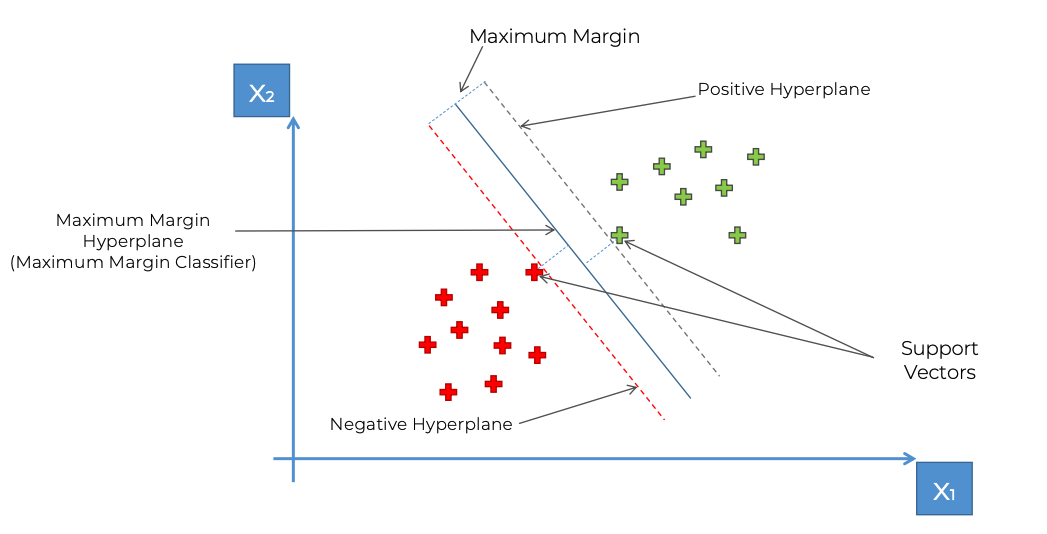 Maximum Margin
X₂
Positive Hyperplane
Maximum Margin
Hyperplane
(Maximum Margin Classifier)
Support
Vectors
Negative Hyperplane
X₁